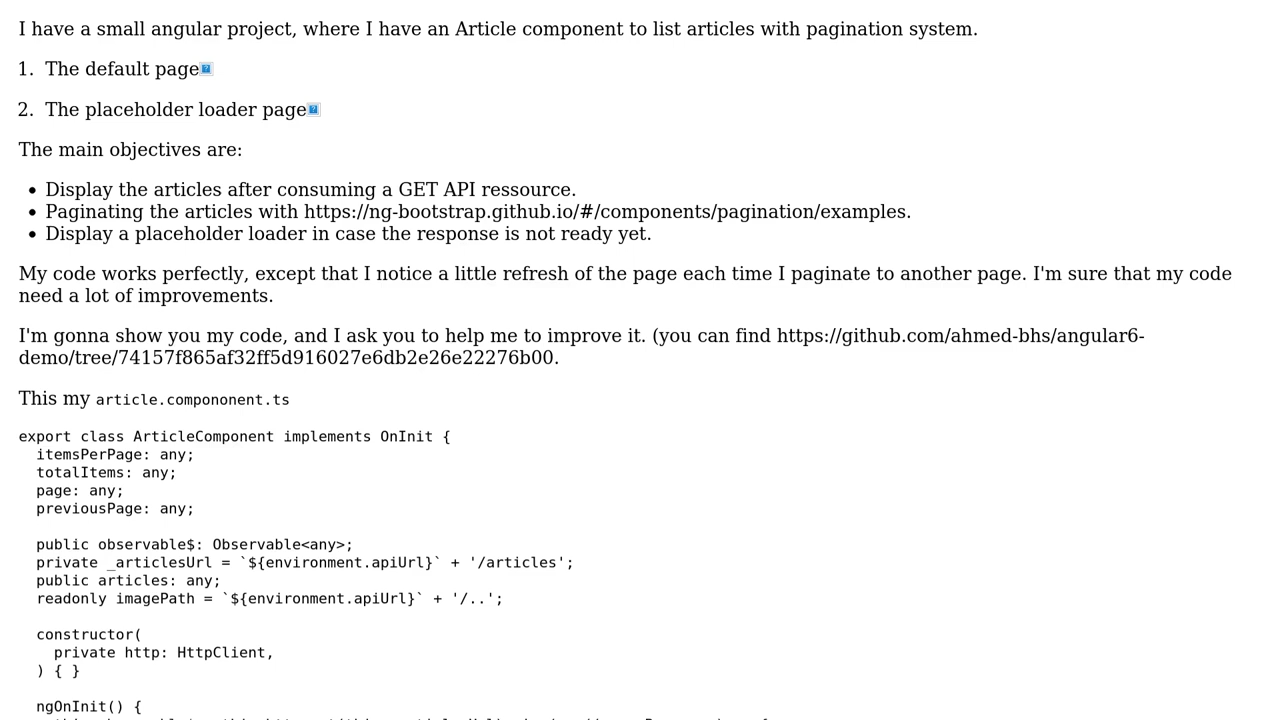 I have a small angular project, where I have an Article component to list articles with pagination system.
1. The default page
2. The placeholder loader page
The main objectives are:
• Display the articles after consuming a GET API ressource.
• Paginating the articles with https://ng-bootstrap.github.io/#/components/pagination/examples.
• Display a placeholder loader in case the response is not ready yet.
My code works perfectly, except that I notice a little refresh of the page each time I paginate to another page. I'm sure that my code
need a lot of improvements.
I'm gonna show you my code, and I ask you to help me to improve it. (you can find https://github.com/ahmed-bhs/angular6-
demo/tree/74157f865af32ff5d916027e6db2e26e22276b00.
This my article.compononent.ts
export class ArticleComponent implements OnInit {
  itemsPerPage: any;
  totalItems: any;
  page: any;
  previousPage: any;
  public observable$: Observable<any>;
  private _articlesUrl = `${environment.apiUrl}` + '/articles';
  public articles: any;
  readonly imagePath = `${environment.apiUrl}` + '/..';
  constructor(
    private http: HttpClient,
  ) { }
  ngOnInit() {